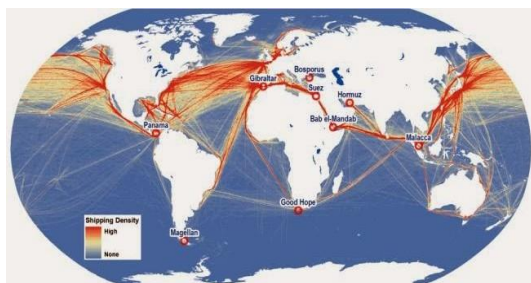 Bosporus
Gibraltar
Suez
Hormuz
Panama
Bab el-Mandab
Malacca
Good Hope
Magellan
Shipping Density
High
None